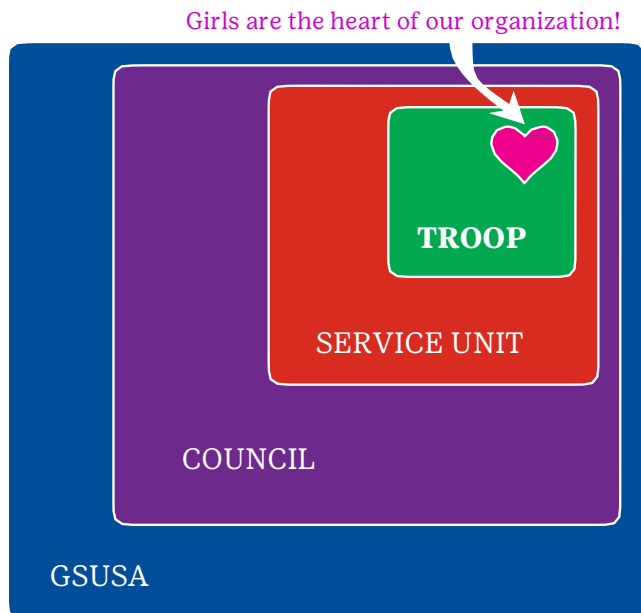 Girls are the heart of our organization!
TROOP
SERVICE UNIT
COUNCIL
GSUSA